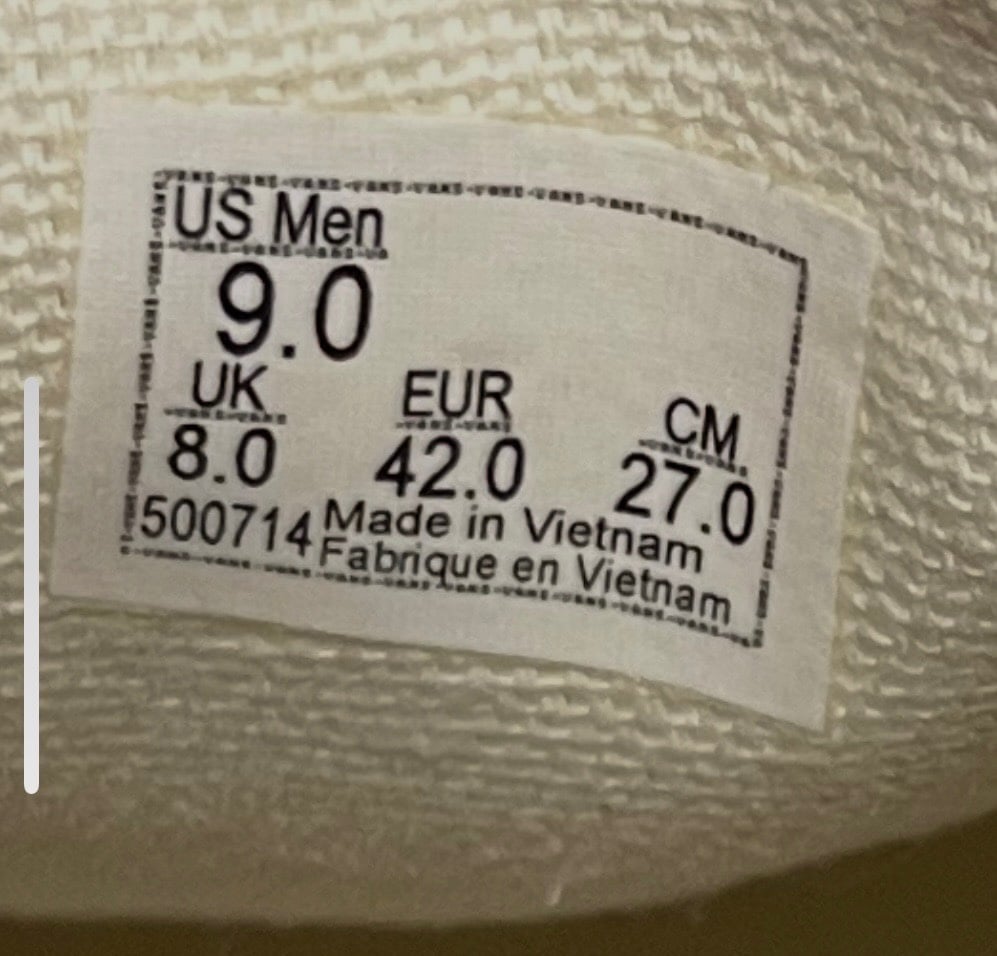 US Men
9.0
UK EUR CM
8.0 42.0 27.0
500714 Made in Vietnam
Fabrique en Vietnam